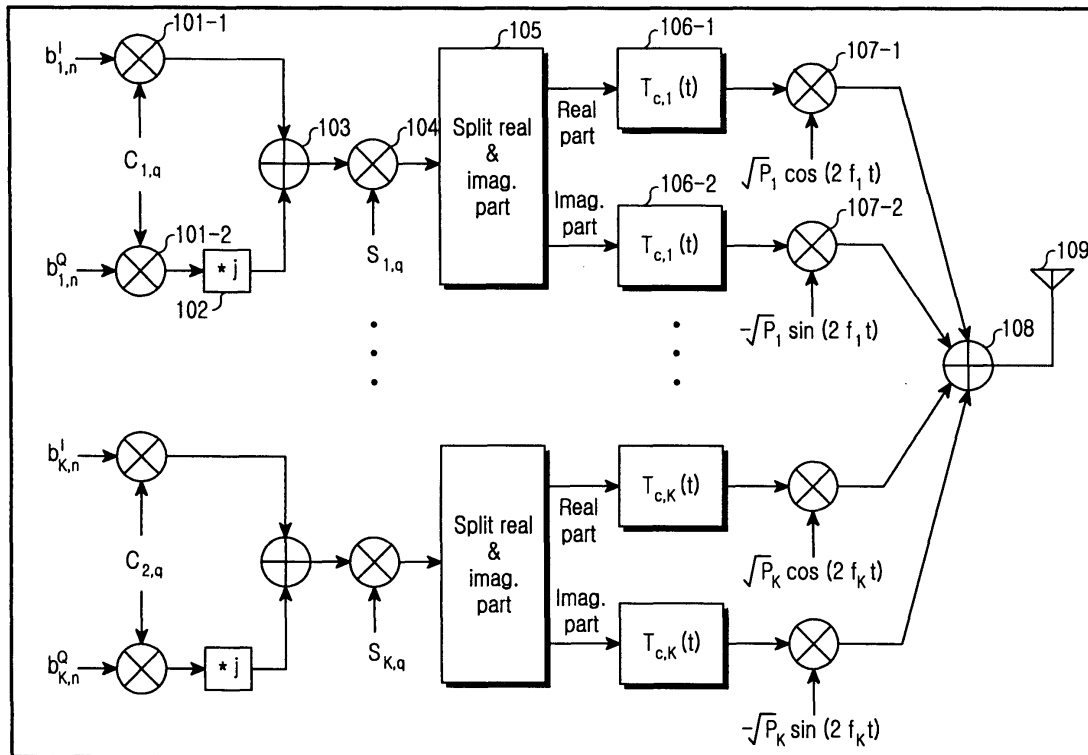 101-1
105
106-1
107-1
b^I_{1,n}
T_{c,1}(t)
Real
part
103
104
Split real
&
imag.
part
C_{1,q}
√P_1 cos (2 f_1 t)
Imag.
part
106-2
107-2
101-2
S_{1,q}
T_{c,1}(t)
109
b^Q_{1,n}
* j
102
-√P_1 sin (2 f_1 t)
108
b^I_{K,n}
T_{c,K}(t)
Real
part
Split real
&
imag.
part
C_{2,q}
√P_K cos (2 f_K t)
Imag.
part
S_{K,q}
T_{c,K}(t)
b^Q_{K,n}
* j
-√P_K sin (2 f_K t)